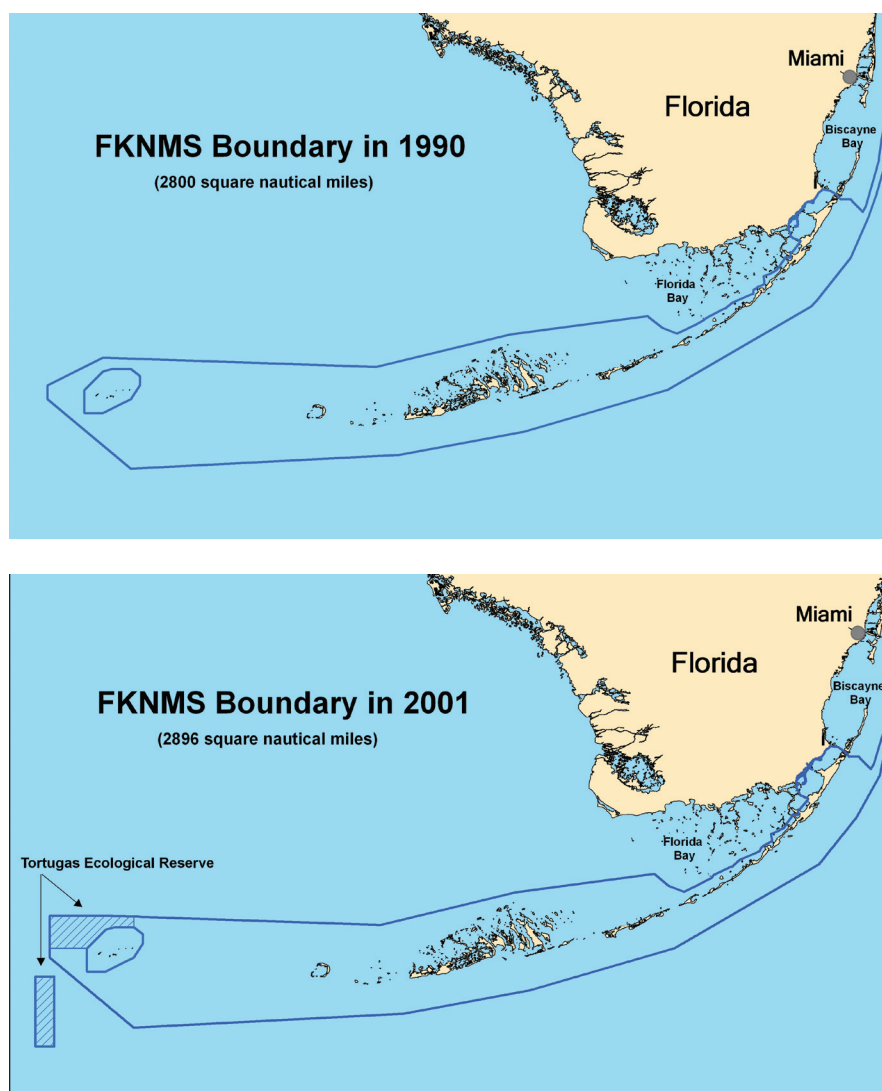 Miami
Florida
Biscayne
Bay
FKNMS Boundary in 1990
(2800 square nautical miles)
Florida
Bay
Miami
Florida
Biscayne
Bay
FKNMS Boundary in 2001
(2896 square nautical miles)
Florida
Bay
Tortugas Ecological Reserve